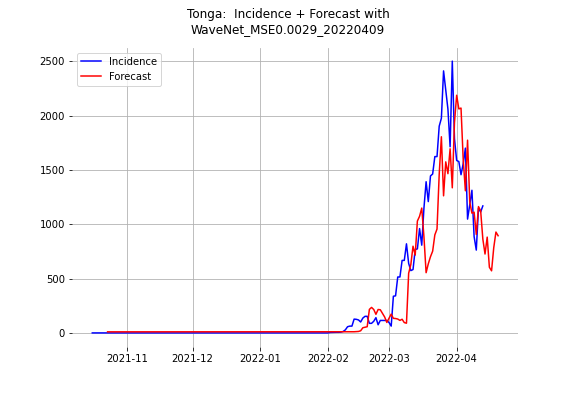 Tonga:  Incidence + Forecast with
WaveNet_MSE0.0029_20220409
Incidence
Forecast
2500
2000
1500
1000
500
0
2021-11 2021-12 2022-01 2022-02 2022-03 2022-04